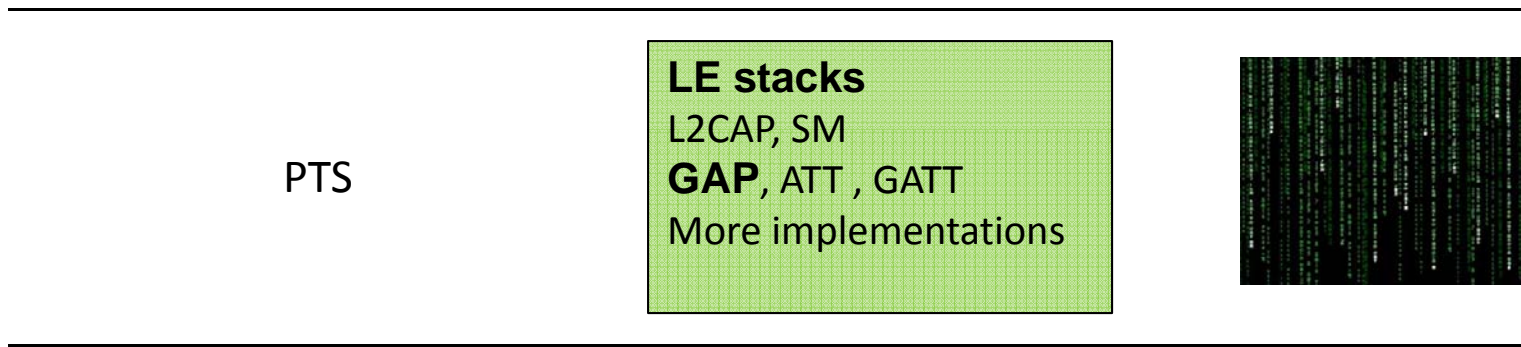 PTS
LE stacks
L2CAP, SM
GAP, ATT , GATT
More implementations